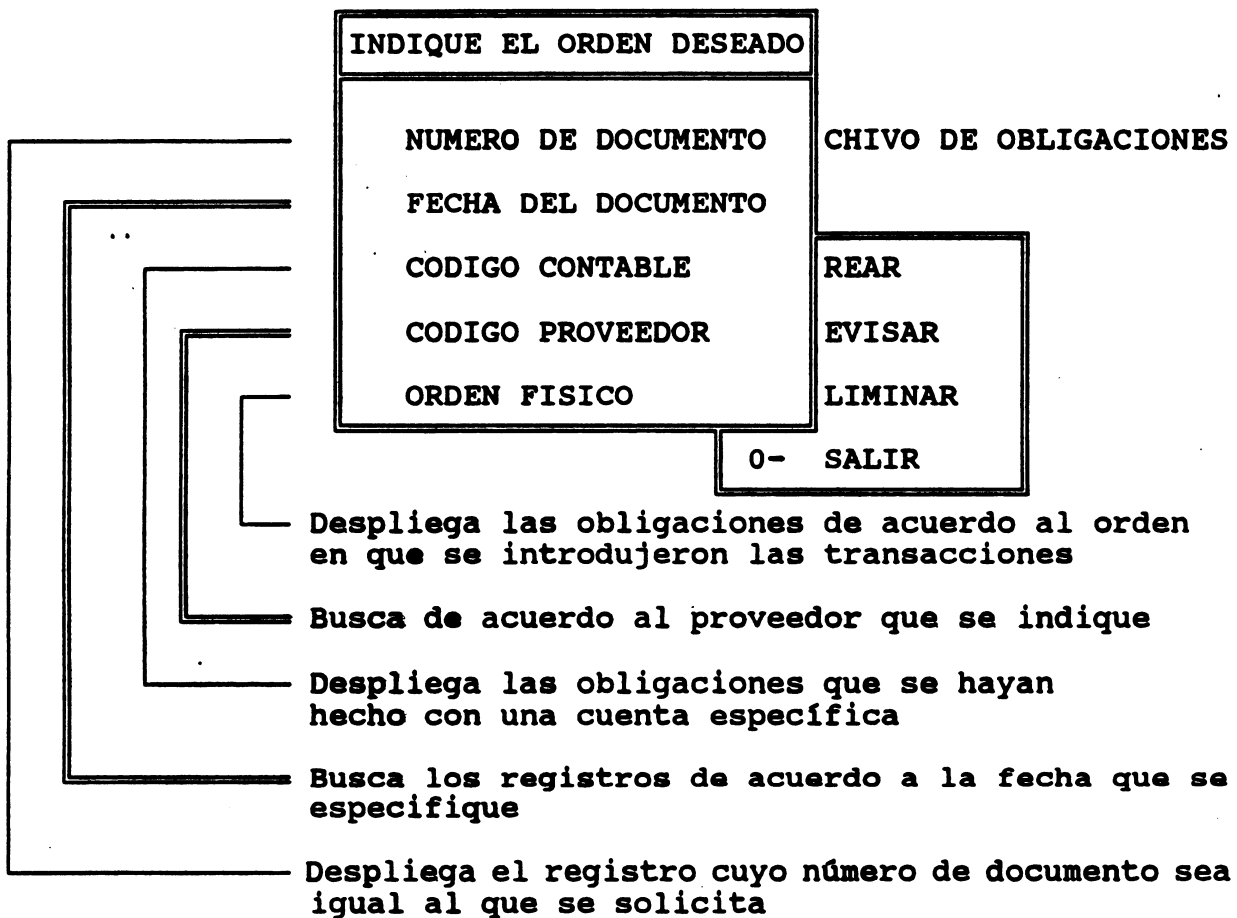 INDIQUE EL ORDEN DESEADO
NUMERO DE DOCUMENTO CHIVO DE OBLIGACIONES
FECHA DEL DOCUMENTO
CODIGO CONTABLE REAR
CODIGO PROVEEDOR EVISAR
ORDEN FISICO LIMINAR
0- SALIR
Despliega las obligaciones de acuerdo al orden
en que se introdujeron las transacciones
Busca de acuerdo al proveedor que se indique
Despliega las obligaciones que se hayan
hecho con una cuenta específica
Busca los registros de acuerdo a la fecha que se
especifique
Despliega el registro cuyo número de documento sea
igual al que se solicita